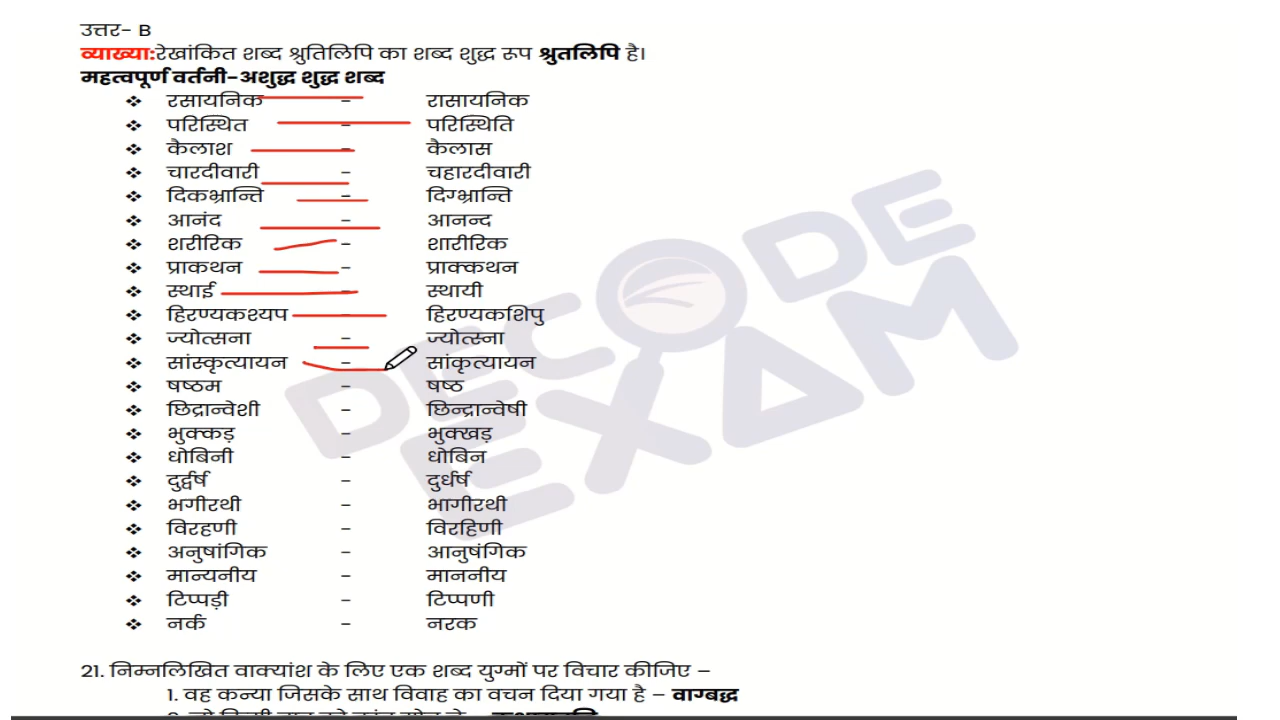 उत्तर- B
व्याख्या:रेखांकित शब्द श्रुतिलिपि का शब्द शुद्ध रूप श्रुतलिपि है।
महत्वपूर्ण वर्तनी-अशुद्ध शुद्ध शब्द
❖ रसायनिक - रासायनिक
❖ परिस्थित - परिस्थिति
❖ कैलाश - कैलास
❖ चारदीवारी - चहारदीवारी
❖ दिकभ्रान्ति - दिग्भ्रान्ति
❖ आनंद - आनन्द
❖ शरीरिक - शारीरिक
❖ प्राकथन - प्राक्कथन
❖ स्थाई - स्थायी
❖ हिरण्यकश्यप - हिरण्यकशिपु
❖ ज्योत्सना - ज्योत्स्ना
❖ सांस्कृत्यायन - सांकृत्यायन
❖ षष्ठम - षष्ठ
❖ छिद्रान्वेशी - छिन्द्रान्वेषी
❖ भुक्कड़ - भुक्खड़
❖ धोबिनी - धोबिन
❖ दुर्द्वर्ष - दुर्धर्ष
❖ भगीरथी - भागीरथी
❖ विरहणी - विरहिणी
❖ अनुषांगिक - आनुषंगिक
❖ मान्यनीय - माननीय
❖ टिप्पड़ी - टिप्पणी
❖ नर्क - नरक
21. निम्नलिखित वाक्यांश के लिए एक शब्द युग्मों पर विचार कीजिए –
1. वह कन्या जिसके साथ विवाह का वचन दिया गया है – वाग्बद्ध
DECODE
EXAM